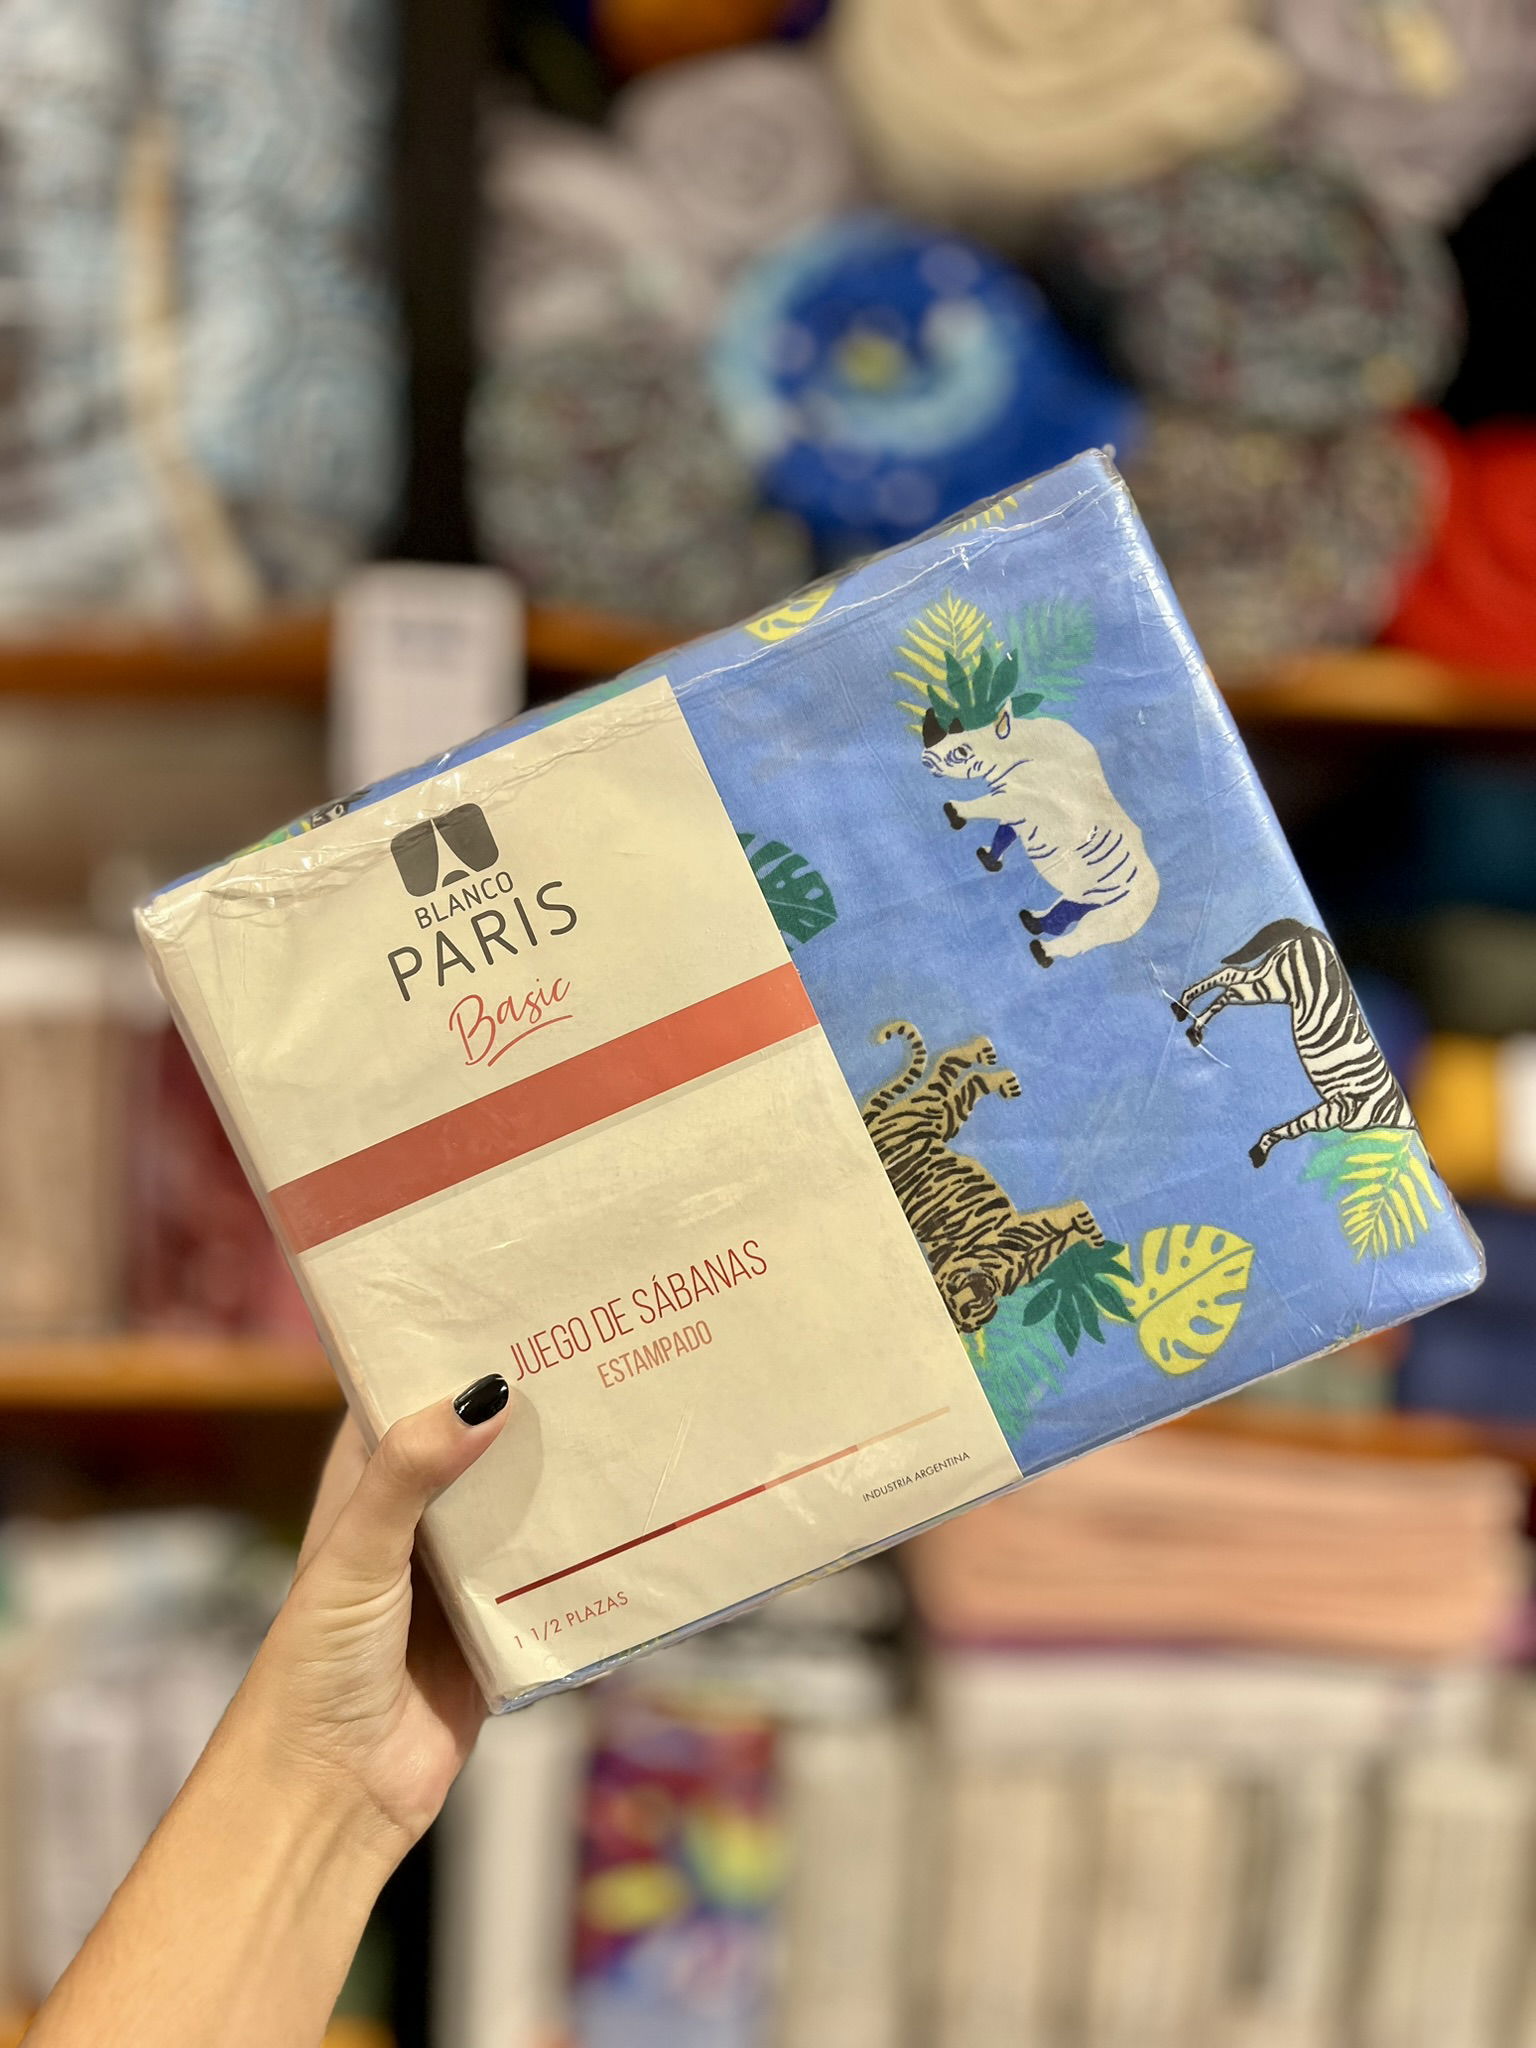 BLANCO
PARIS
Basic
JUEGO DE SÁBANAS
ESTAMPADO
INDUSTRIA ARGENTINA
1 1/2 PLAZAS